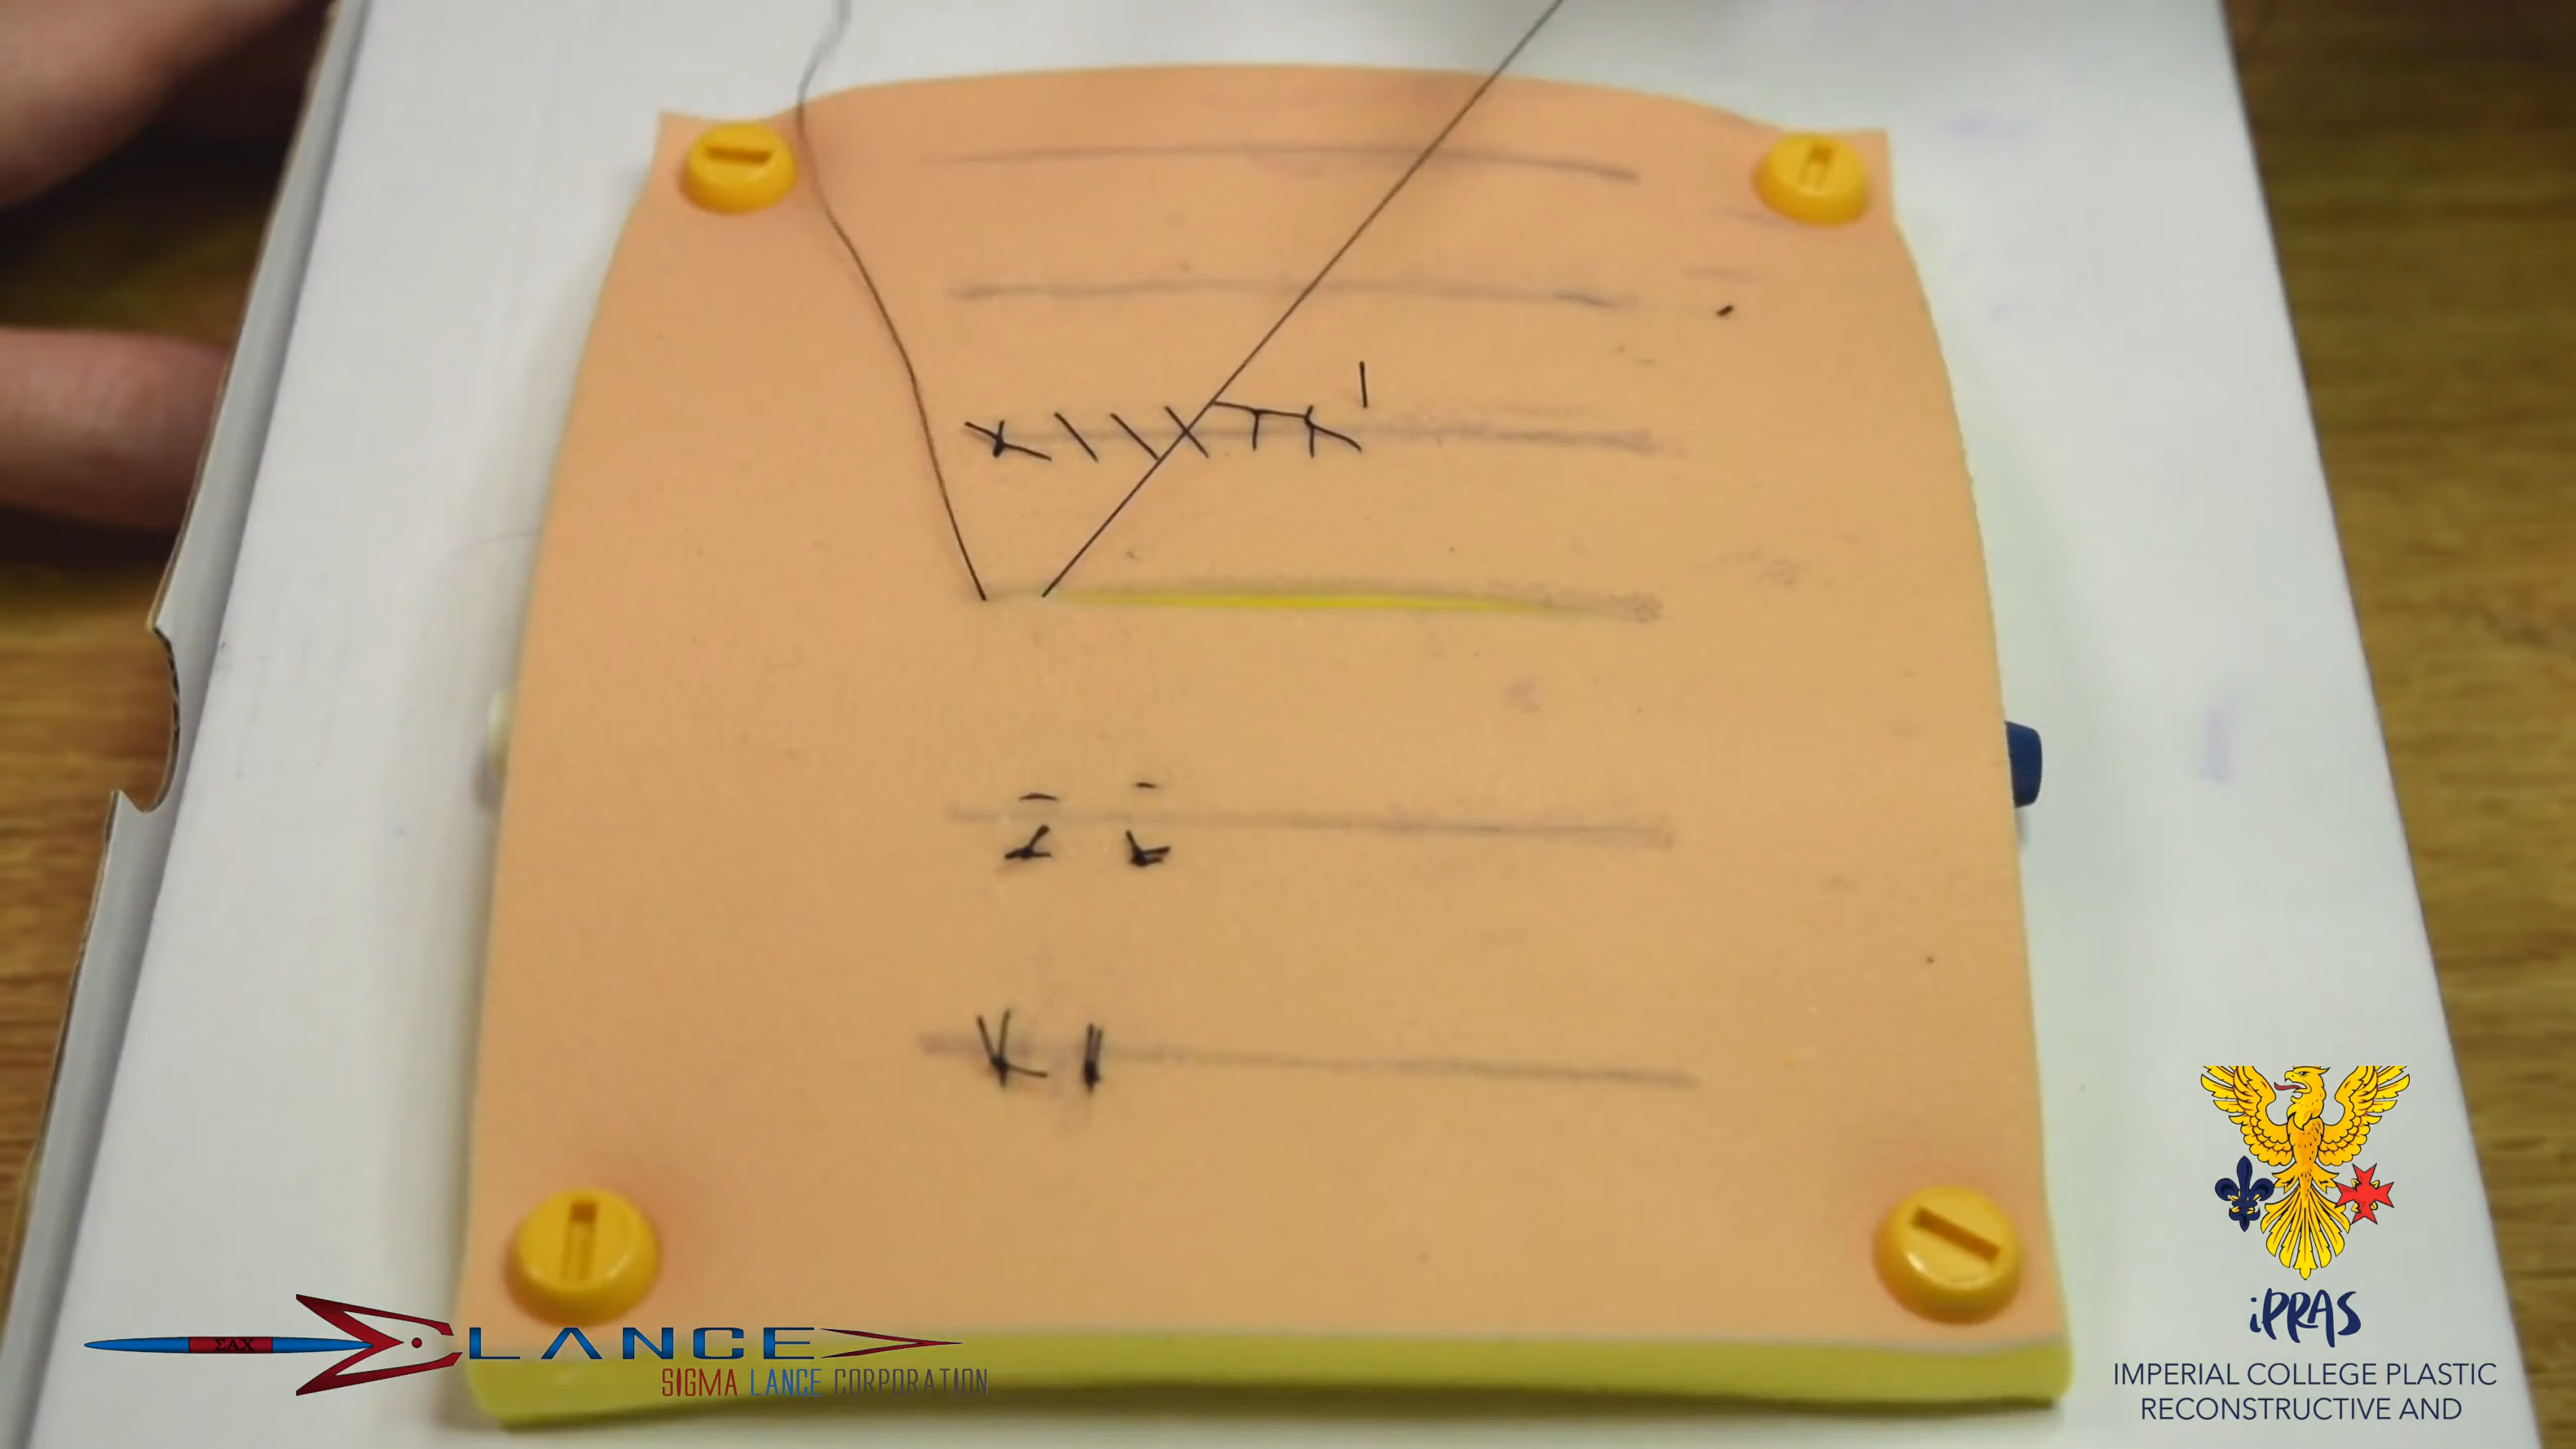 ΣΛΧ
LANCE
SIGMA LANCE CORPORATION
iPRAS
IMPERIAL COLLEGE PLASTIC
RECONSTRUCTIVE AND